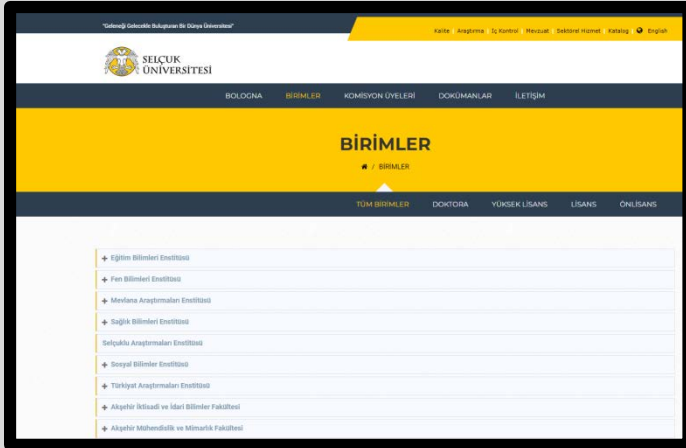 "Geleneği Gelecekle Buluşturan Bir Dünya Üniversitesi"
Kalite | Araştırma | İç Kontrol | Mevzuat | Sektörel Hizmet | Katalog | English
SELÇUK
ÜNİVERSİTESİ
BOLOGNA BİRİMLER KOMİSYON ÜYELERİ DOKÜMANLAR İLETİŞİM
BİRİMLER
/ BİRİMLER
TÜM BİRİMLER DOKTORA YÜKSEK LİSANS LİSANS ÖNLİSANS
+ Eğitim Bilimleri Enstitüsü
+ Fen Bilimleri Enstitüsü
+ Mevlana Araştırmaları Enstitüsü
+ Sağlık Bilimleri Enstitüsü
Selçuklu Araştırmaları Enstitüsü
+ Sosyal Bilimler Enstitüsü
+ Türkiyat Araştırmaları Enstitüsü
+ Akşehir İktisadi ve İdari Bilimler Fakültesi
+ Akşehir Mühendislik ve Mimarlık Fakültesi